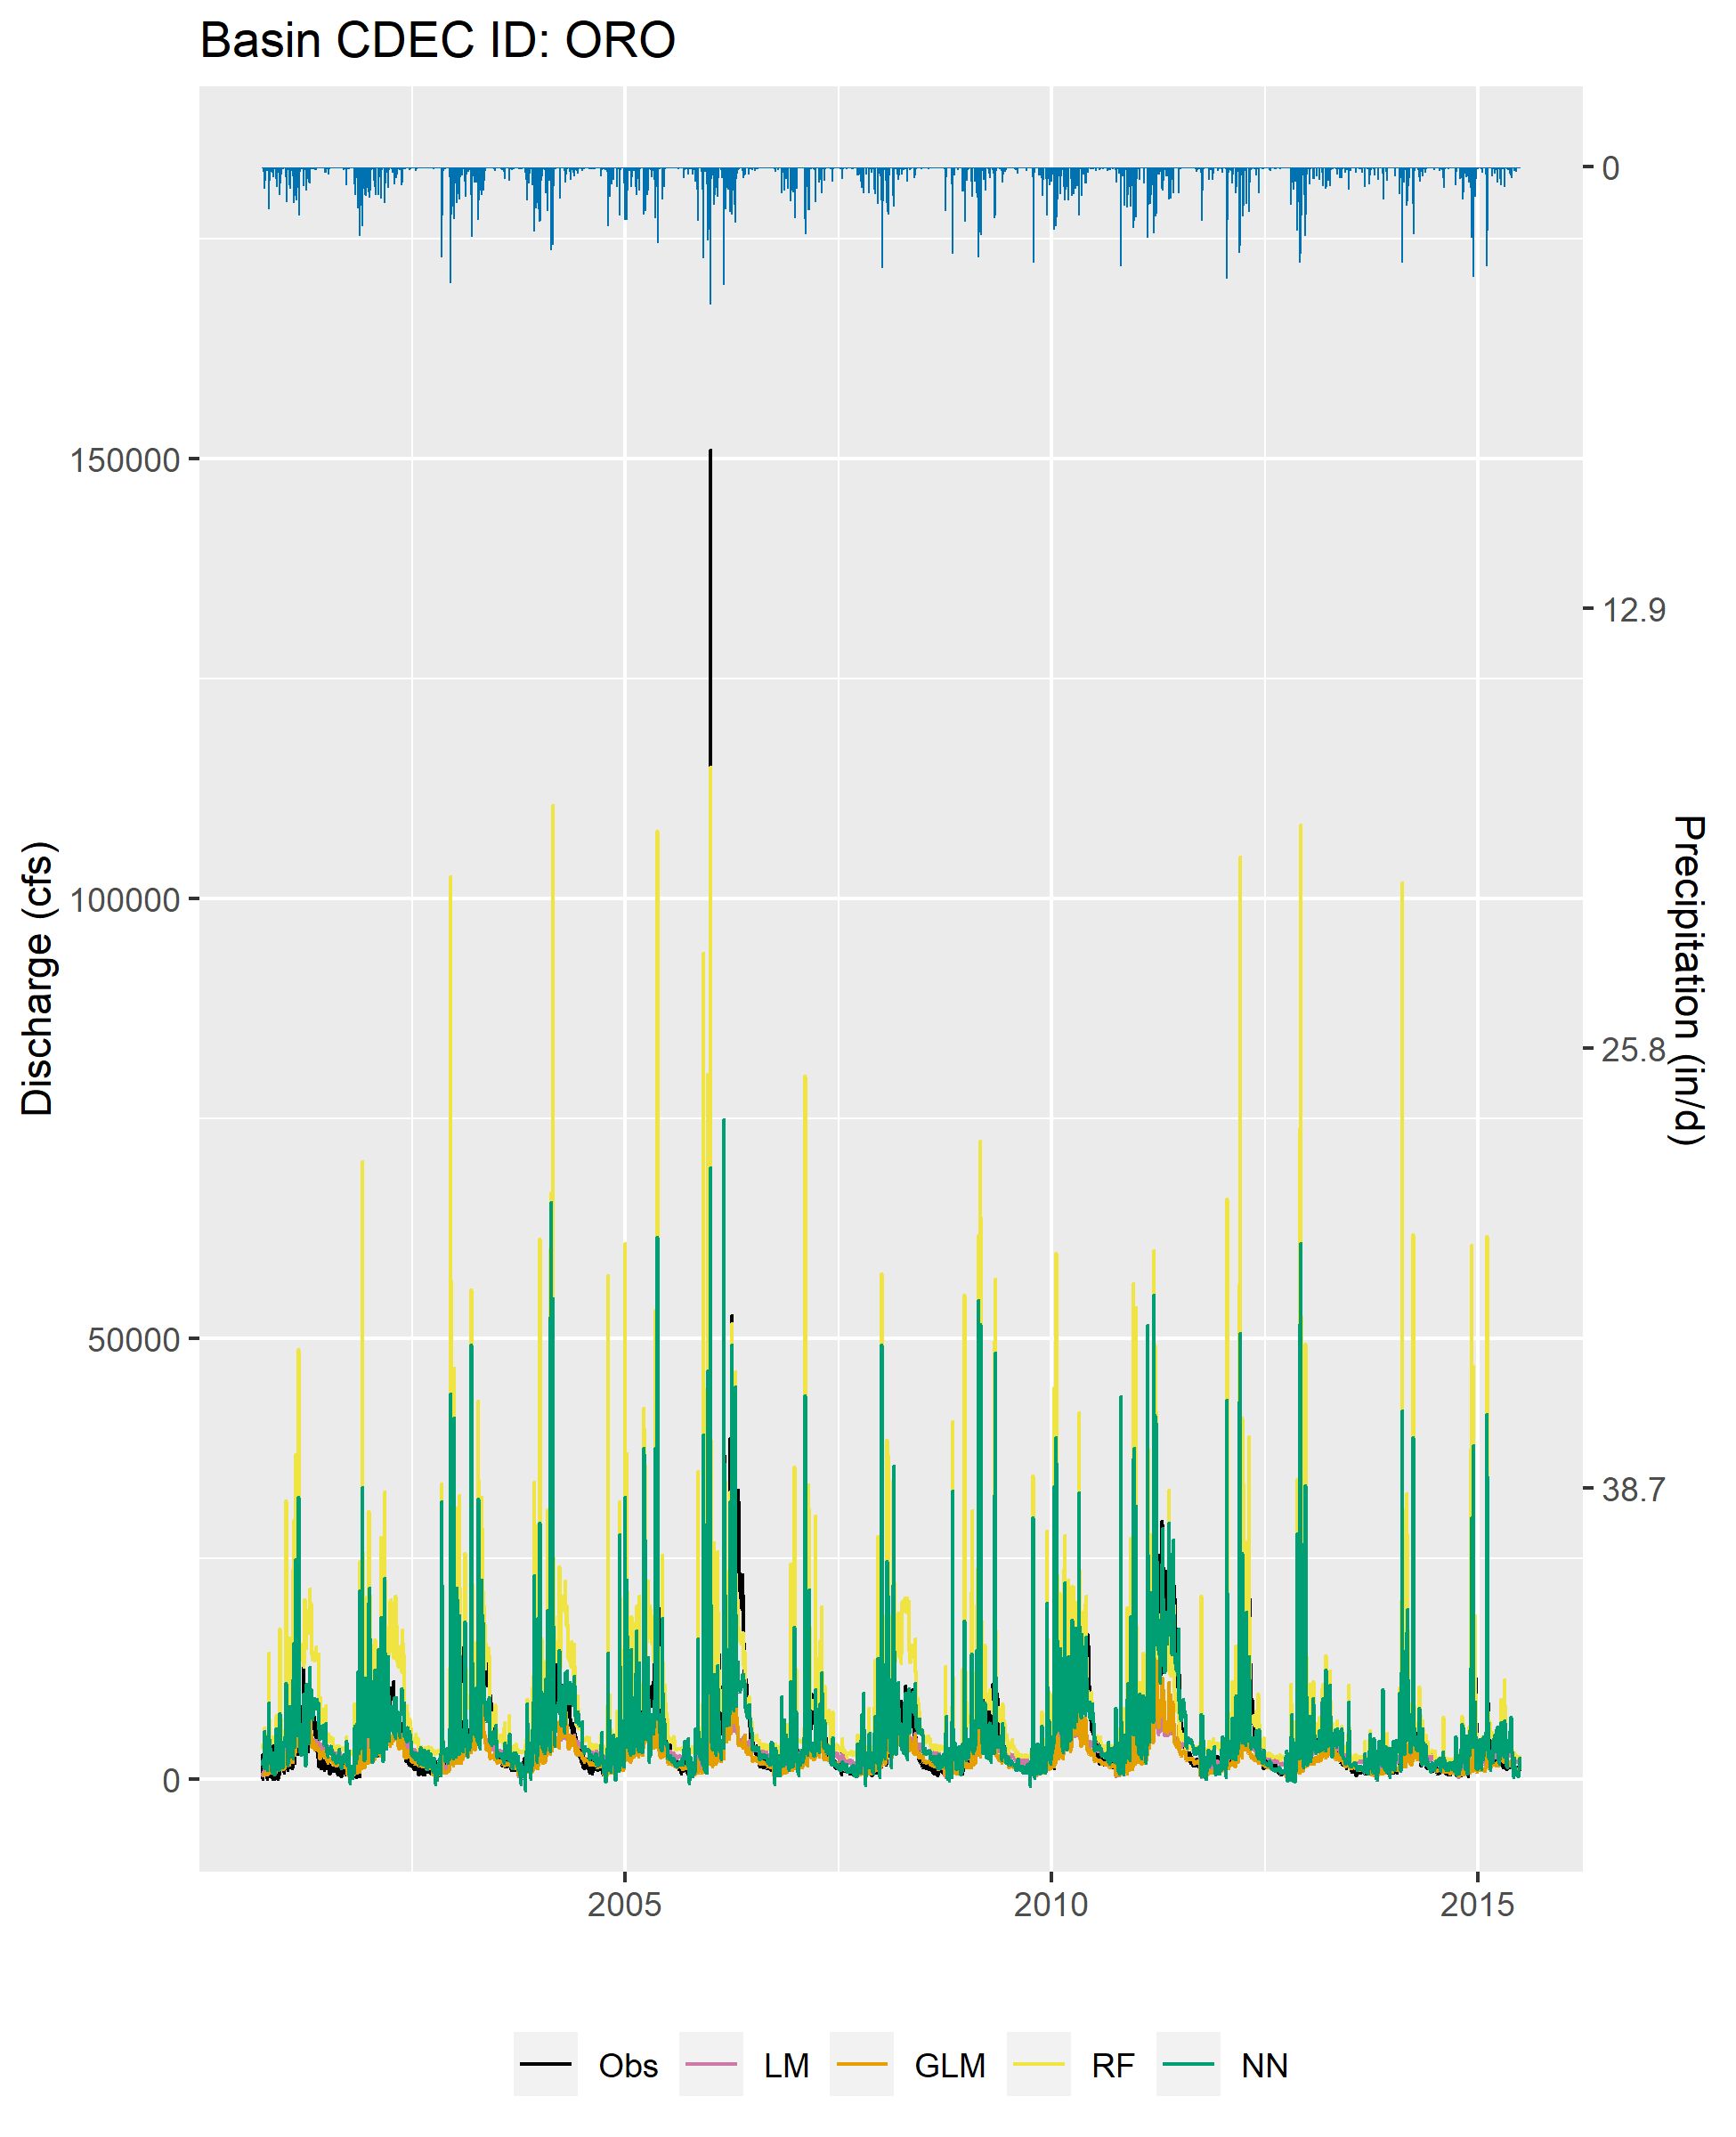 Basin CDEC ID: ORO
0
150000
12.9
100000
25.8
50000
38.7
0
Discharge (cfs)
Precipitation (in/d)
2005 2010 2015
Obs LM GLM RF NN